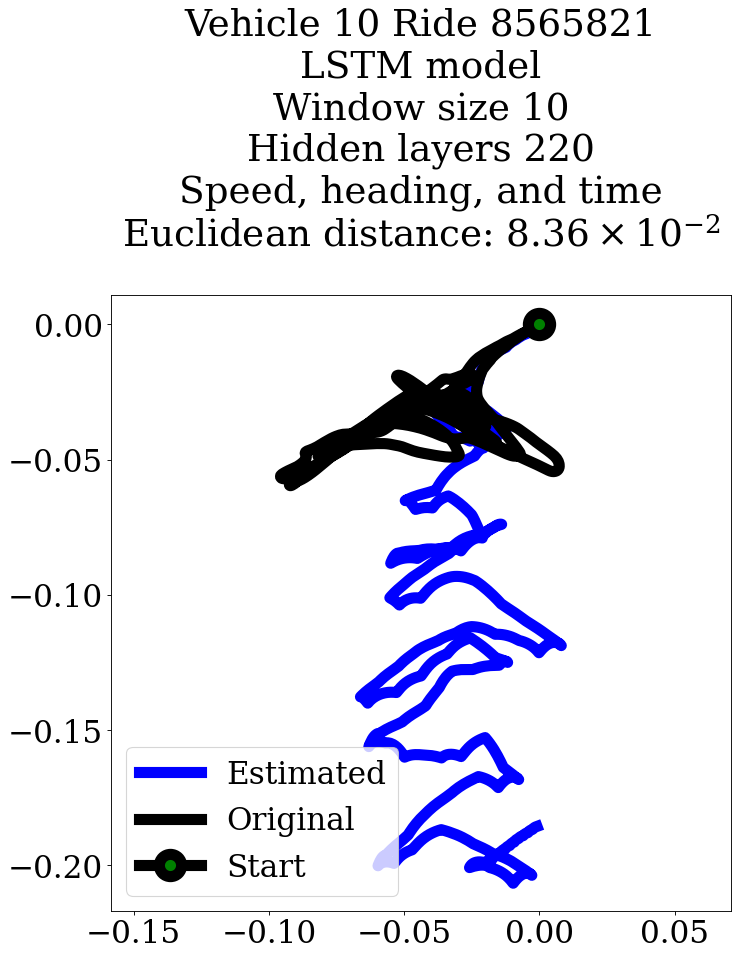 Vehicle 10 Ride 8565821
LSTM model
Window size 10
Hidden layers 220
Speed, heading, and time
Euclidean distance: 8.36 × 10⁻²
0.00
−0.05
−0.10
−0.15
−0.20
Estimated
Original
Start
−0.15 −0.10 −0.05 0.00 0.05